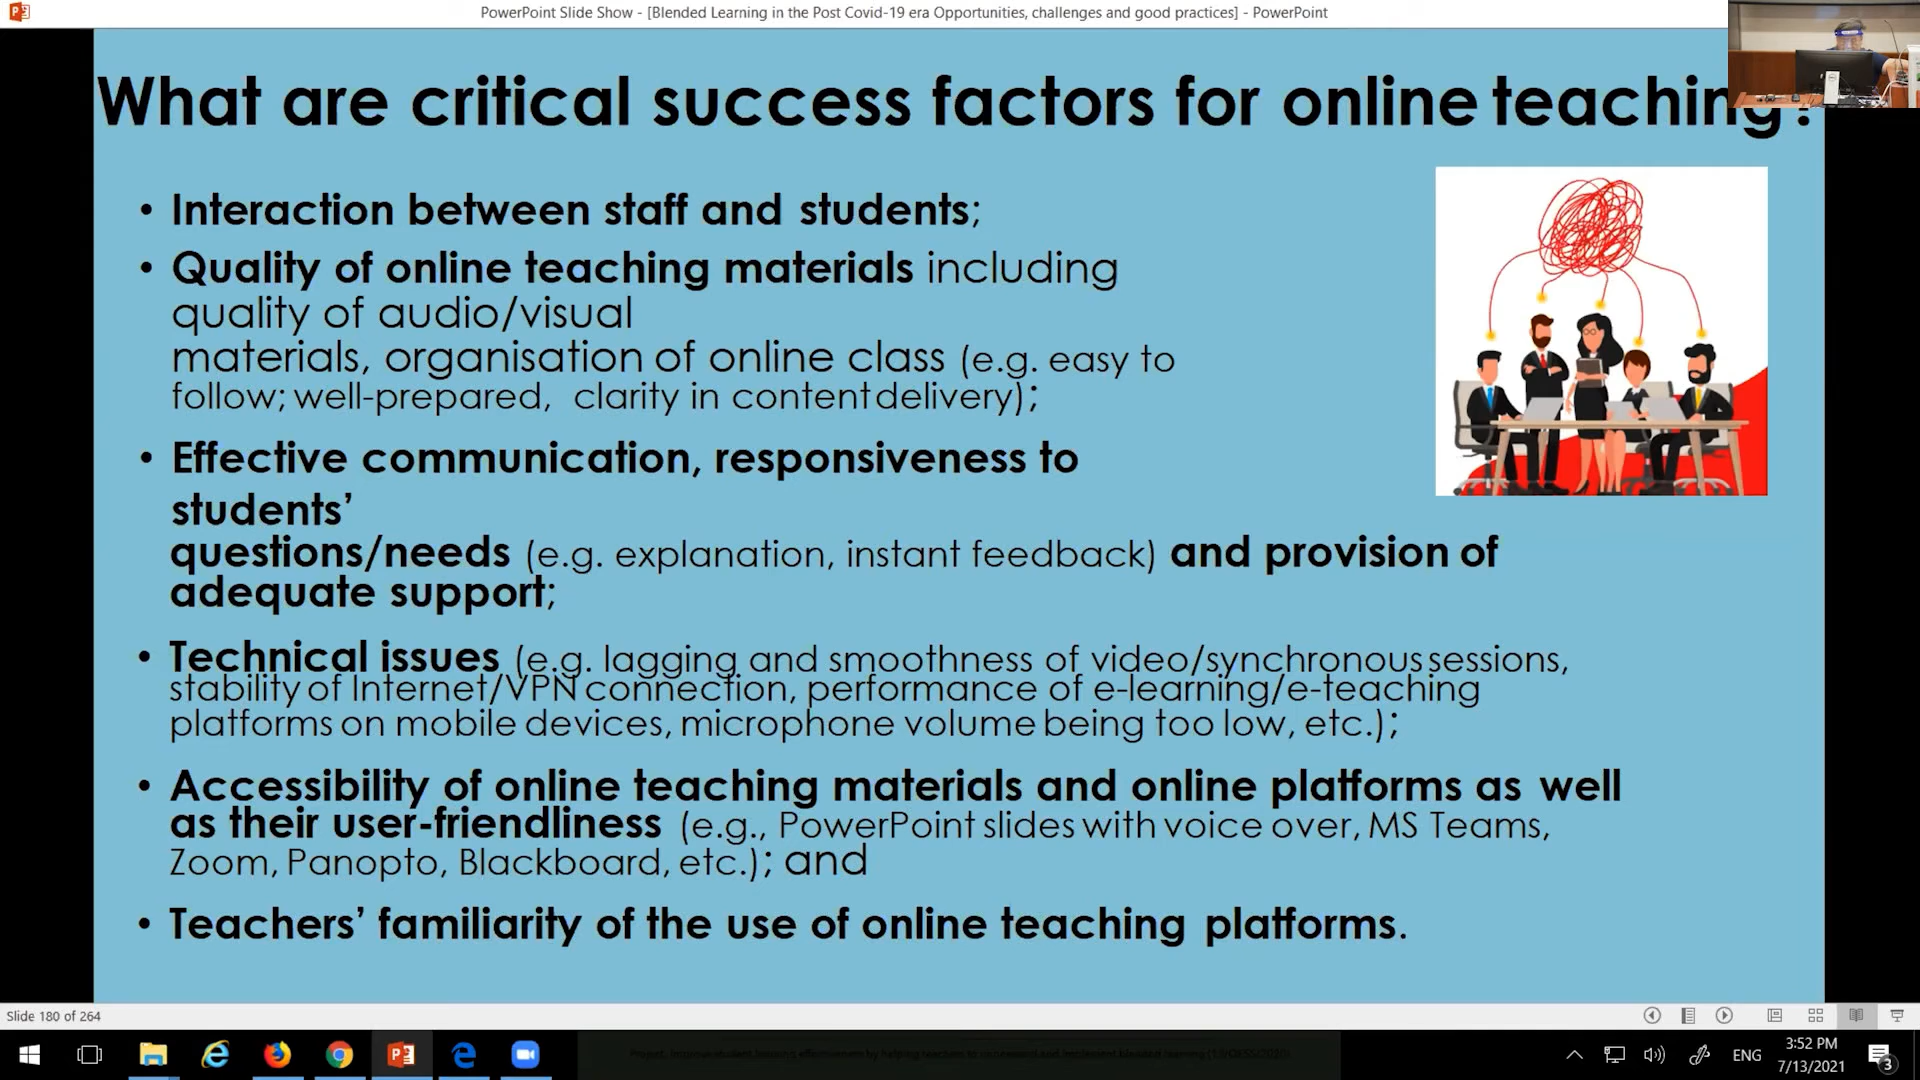 PowerPoint Slide Show - [Blended Learning in the Post Covid-19 era Opportunities, challenges and good practices] - PowerPoint
What are critical success factors for online teaching?
• Interaction between staff and students;
• Quality of online teaching materials including
quality of audio/visual
materials, organisation of online class (e.g. easy to
follow; well-prepared, clarity in content delivery);
• Effective communication, responsiveness to
students’
questions/needs (e.g. explanation, instant feedback) and provision of
adequate support;
• Technical issues (e.g. lagging and smoothness of video/synchronous sessions,
stability of Internet/VPN connection, performance of e-learning/e-teaching
platforms on mobile devices, microphone volume being too low, etc.);
• Accessibility of online teaching materials and online platforms as well
as their user-friendliness (e.g., PowerPoint slides with voice over, MS Teams,
Zoom, Panopto, Blackboard, etc.); and
• Teachers’ familiarity of the use of online teaching platforms.
Slide 180 of 264
ENG
3:52 PM
7/13/2021
3